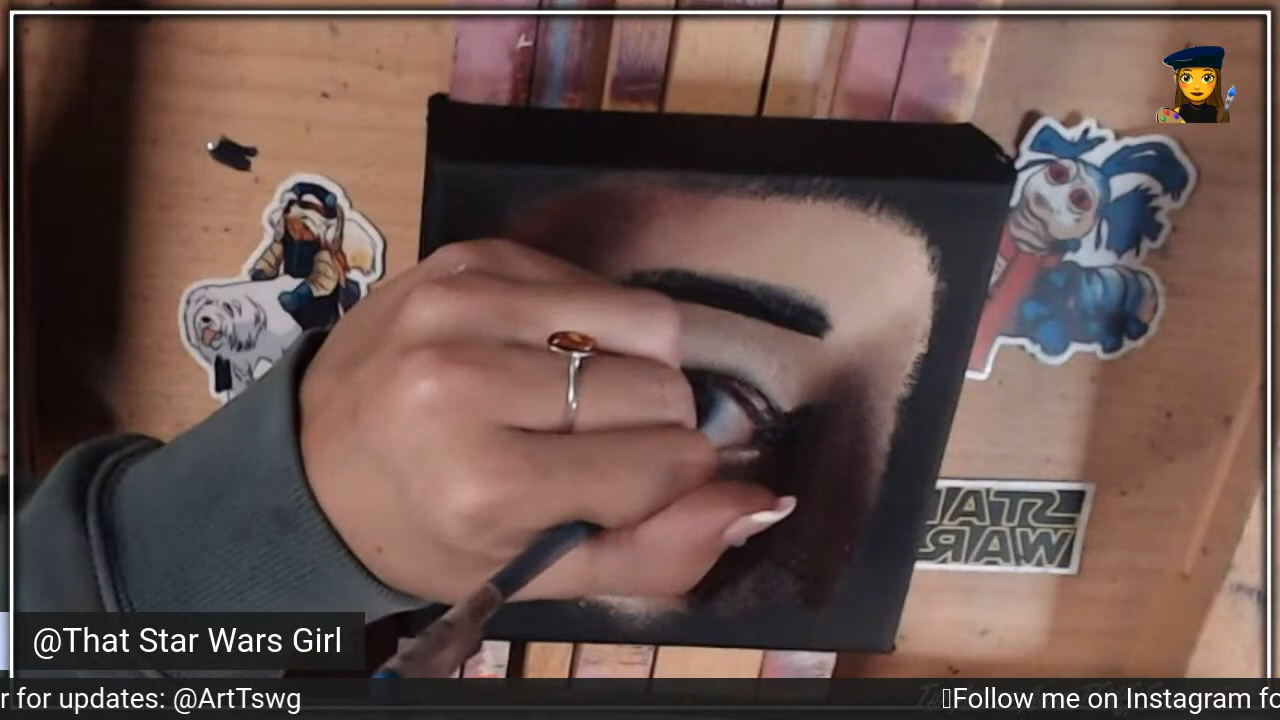 STAR
WARS
@That Star Wars Girl
r for updates: @ArtTswg
Follow me on Instagram fo